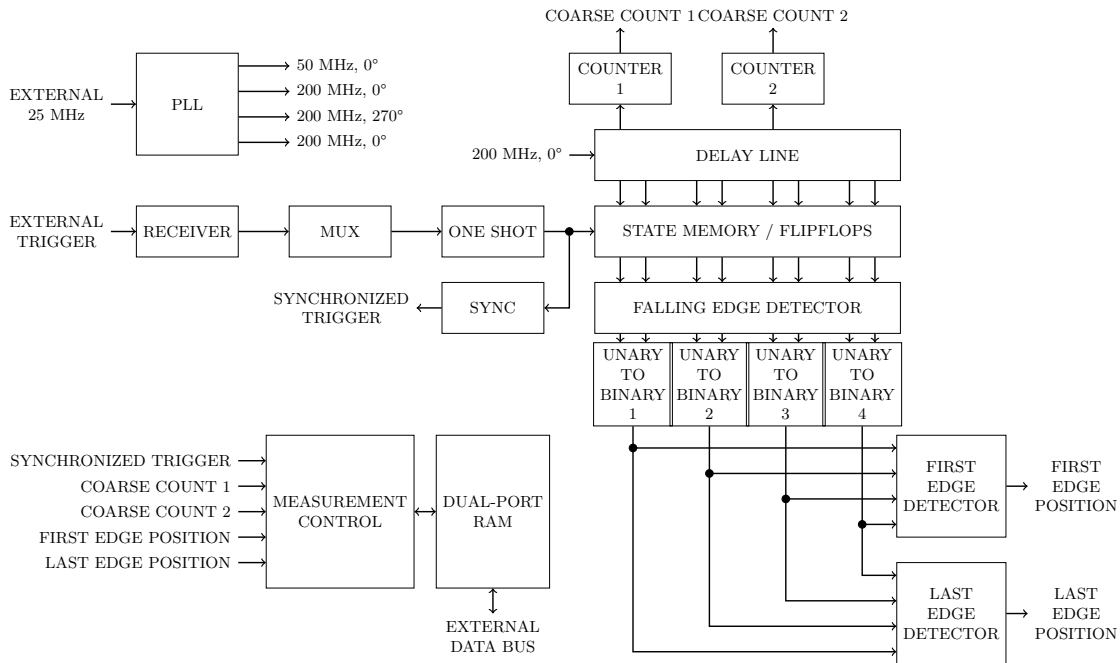 COARSE COUNT 1
COARSE COUNT 2
COUNTER
1
COUNTER
2
EXTERNAL
25 MHz
PLL
50 MHz, 0°
200 MHz, 0°
200 MHz, 270°
200 MHz, 0°
200 MHz, 0°
DELAY LINE
EXTERNAL
TRIGGER
RECEIVER
MUX
ONE SHOT
STATE MEMORY / FLIPFLOPS
SYNCHRONIZED
TRIGGER
SYNC
FALLING EDGE DETECTOR
UNARY
TO
BINARY
1
UNARY
TO
BINARY
2
UNARY
TO
BINARY
3
UNARY
TO
BINARY
4
SYNCHRONIZED TRIGGER
COARSE COUNT 1
COARSE COUNT 2
FIRST EDGE POSITION
LAST EDGE POSITION
MEASUREMENT
CONTROL
DUAL-PORT
RAM
EXTERNAL
DATA BUS
FIRST
EDGE
DETECTOR
FIRST
EDGE
POSITION
LAST
EDGE
DETECTOR
LAST
EDGE
POSITION